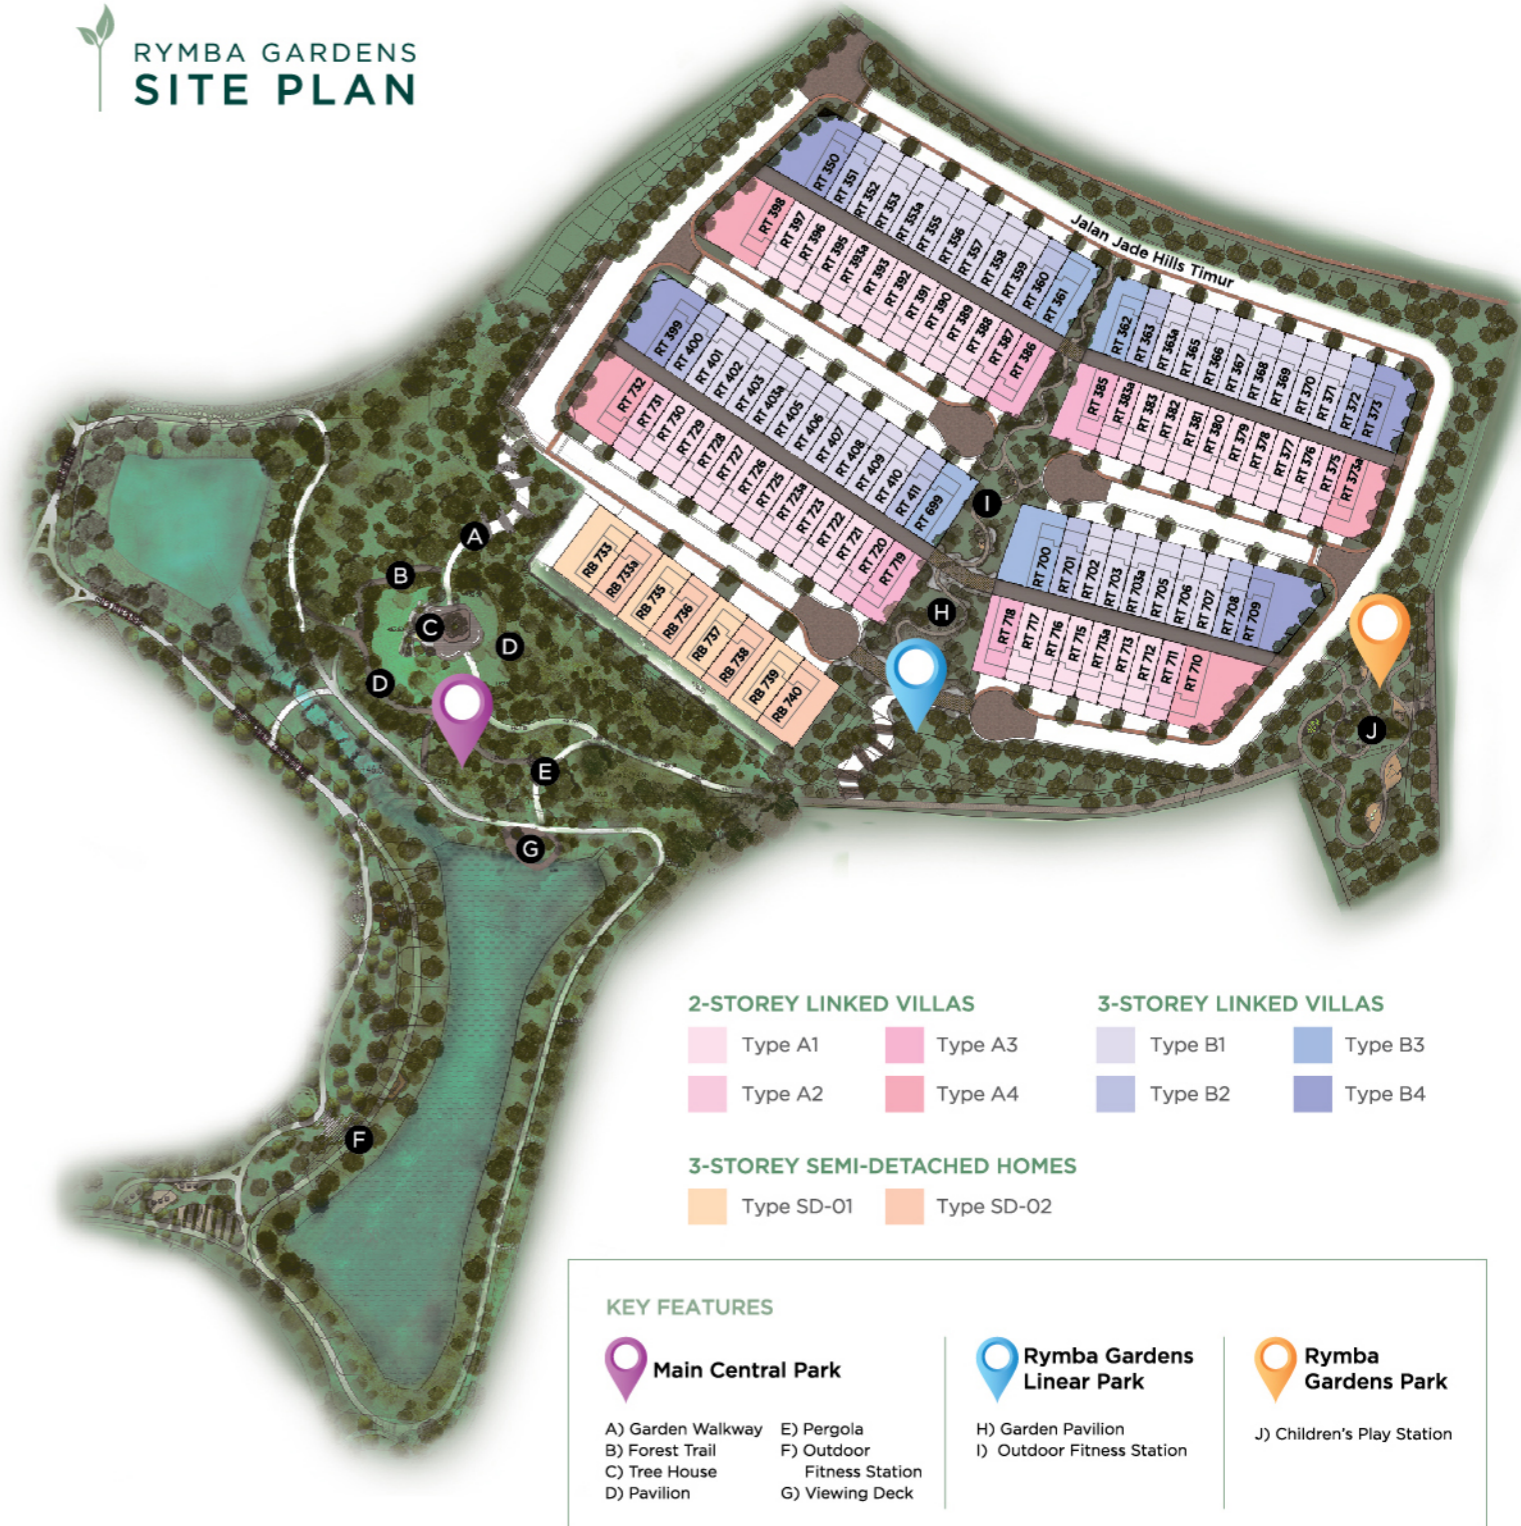 RYMBA GARDENS
SITE PLAN
Jalan Jade Hills Timur
RT 350
RT 351
RT 352
RT 353
RT 353a
RT 355
RT 356
RT 357
RT 358
RT 359
RT 360
RT 361
RT 398
RT 397
RT 396
RT 395
RT 393a
RT 393
RT 392
RT 391
RT 390
RT 389
RT 388
RT 387
RT 386
RT 362
RT 363
RT 363a
RT 365
RT 366
RT 367
RT 368
RT 369
RT 370
RT 371
RT 372
RT 373
RT 385
RT 383a
RT 383
RT 382
RT 381
RT 380
RT 379
RT 378
RT 377
RT 376
RT 375
RT 373a
RT 399
RT 400
RT 401
RT 402
RT 403
RT 403a
RT 405
RT 406
RT 407
RT 408
RT 409
RT 410
RT 411
RT 699
RT 732
RT 731
RT 730
RT 729
RT 728
RT 727
RT 726
RT 725
RT 723a
RT 723
RT 722
RT 721
RT 720
RT 719
RT 700
RT 701
RT 702
RT 703
RT 703a
RT 705
RT 706
RT 707
RT 708
RT 709
RT 718
RT 717
RT 716
RT 715
RT 713a
RT 713
RT 712
RT 711
RT 710
RB 733
RB 733a
RB 735
RB 736
RB 737
RB 738
RB 739
RB 740
I
A
B
H
C
D
D
J
E
G
F
2-STOREY LINKED VILLAS
Type A1
Type A3
Type A2
Type A4
3-STOREY LINKED VILLAS
Type B1
Type B3
Type B2
Type B4
3-STOREY SEMI-DETACHED HOMES
Type SD-01
Type SD-02
KEY FEATURES
Main Central Park
A) Garden Walkway
B) Forest Trail
C) Tree House
D) Pavilion
E) Pergola
F) Outdoor
Fitness Station
G) Viewing Deck
Rymba Gardens
Linear Park
H) Garden Pavilion
I) Outdoor Fitness Station
Rymba
Gardens Park
J) Children's Play Station